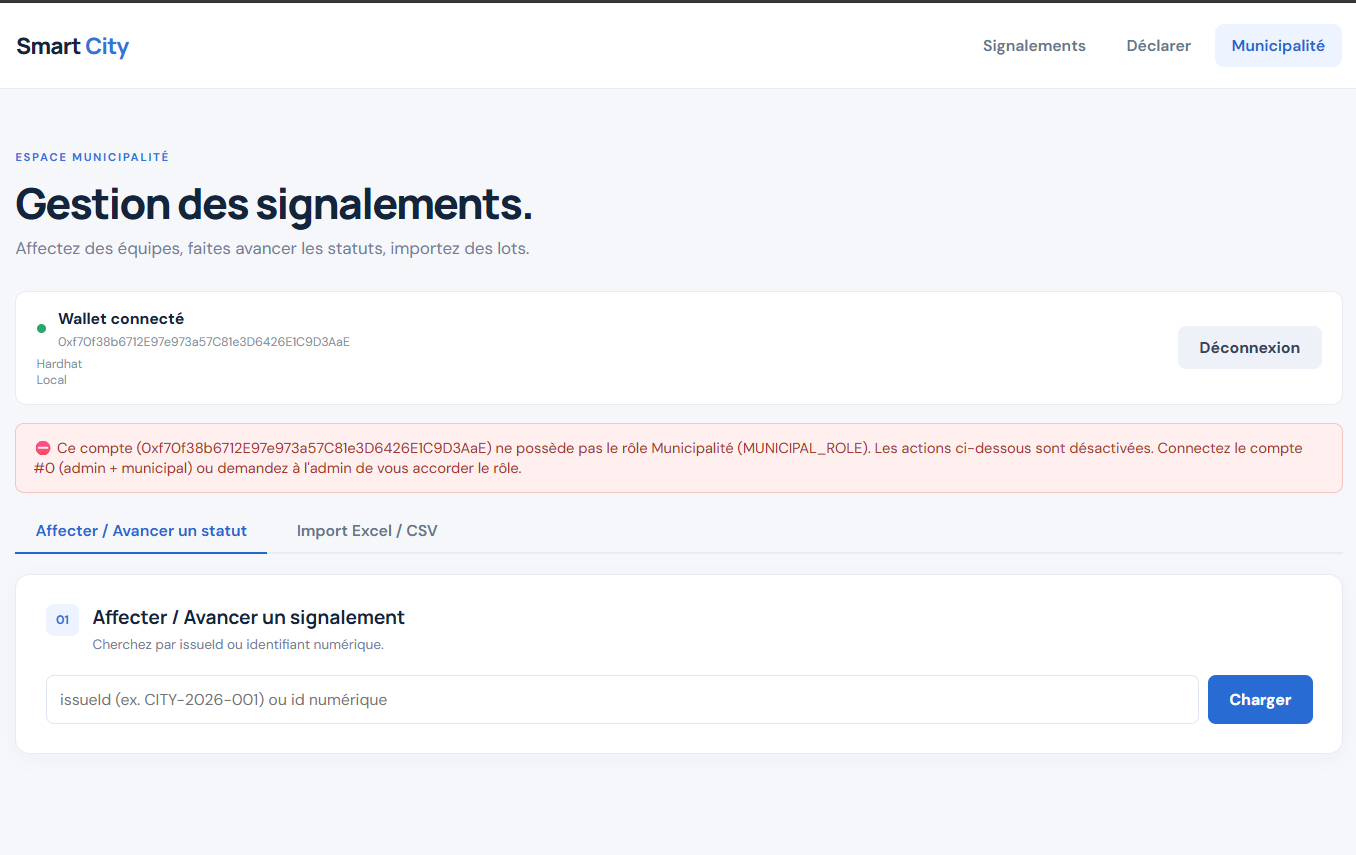 Smart City
Signalements
Déclarer
Municipalité
ESPACE MUNICIPALITÉ
Gestion des signalements.
Affectez des équipes, faites avancer les statuts, importez des lots.
Wallet connecté
0xf70f38b6712E97e973a57C81e3D6426E1C9D3AaE
Hardhat
Local
Déconnexion
⛔ Ce compte (0xf70f38b6712E97e973a57C81e3D6426E1C9D3AaE) ne possède pas le rôle Municipalité (MUNICIPAL_ROLE). Les actions ci-dessous sont désactivées. Connectez le compte
#0 (admin + municipal) ou demandez à l'admin de vous accorder le rôle.
Affecter / Avancer un statut
Import Excel / CSV
01
Affecter / Avancer un signalement
Cherchez par issueId ou identifiant numérique.
issueId (ex. CITY-2026-001) ou id numérique
Charger